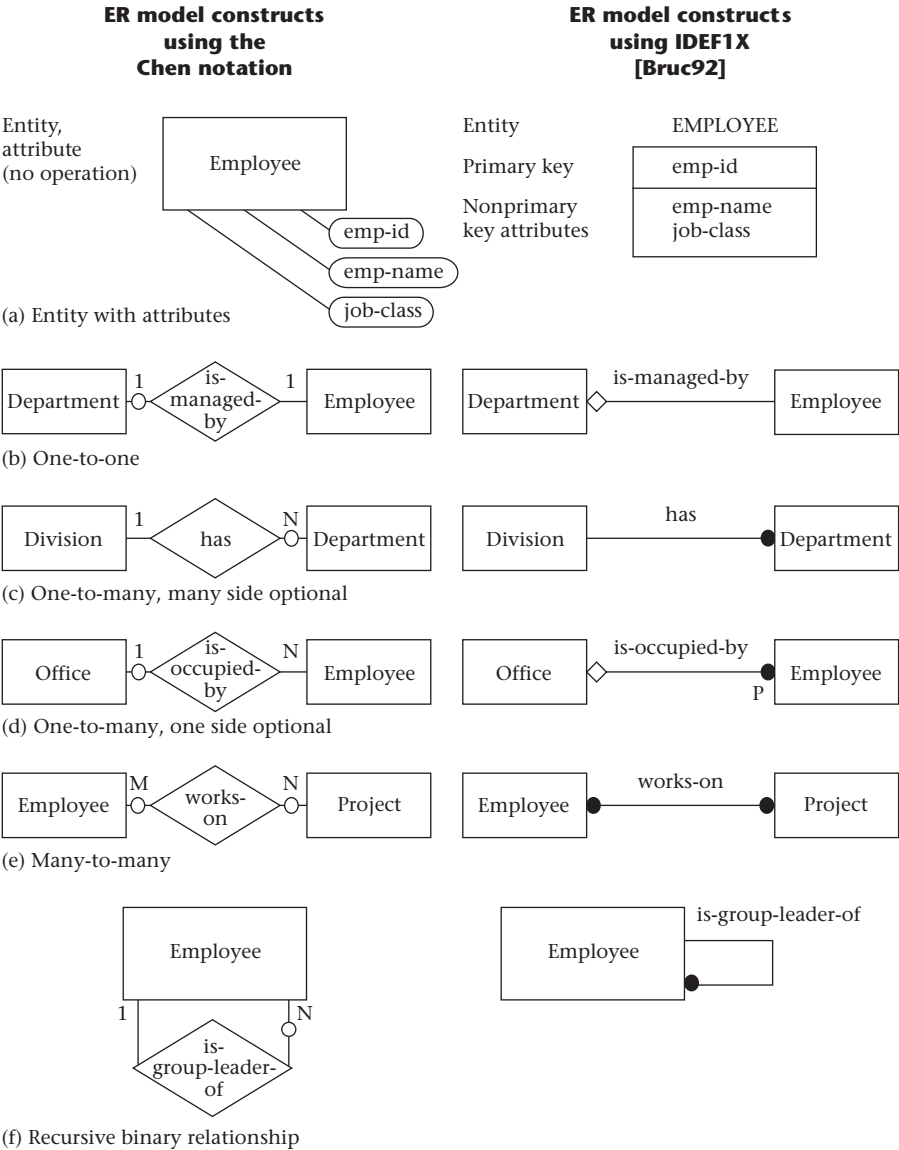 ER model constructs
using the
Chen notation
ER model constructs
using IDEF1X
[Bruc92]
Entity,
attribute
(no operation)
Employee
emp-id
emp-name
job-class
Entity
EMPLOYEE
Primary key
emp-id
Nonprimary
key attributes
emp-name
job-class
(a) Entity with attributes
Department
1
is-
managed-
by
1
Employee
Department
is-managed-by
Employee
(b) One-to-one
Division
1
has
N
Department
Division
has
Department
(c) One-to-many, many side optional
Office
1
is-
occupied-
by
N
Employee
Office
is-occupied-by
P
Employee
(d) One-to-many, one side optional
Employee
M
works-
on
N
Project
Employee
works-on
Project
(e) Many-to-many
Employee
1
N
is-
group-leader-
of
Employee
is-group-leader-of
(f) Recursive binary relationship